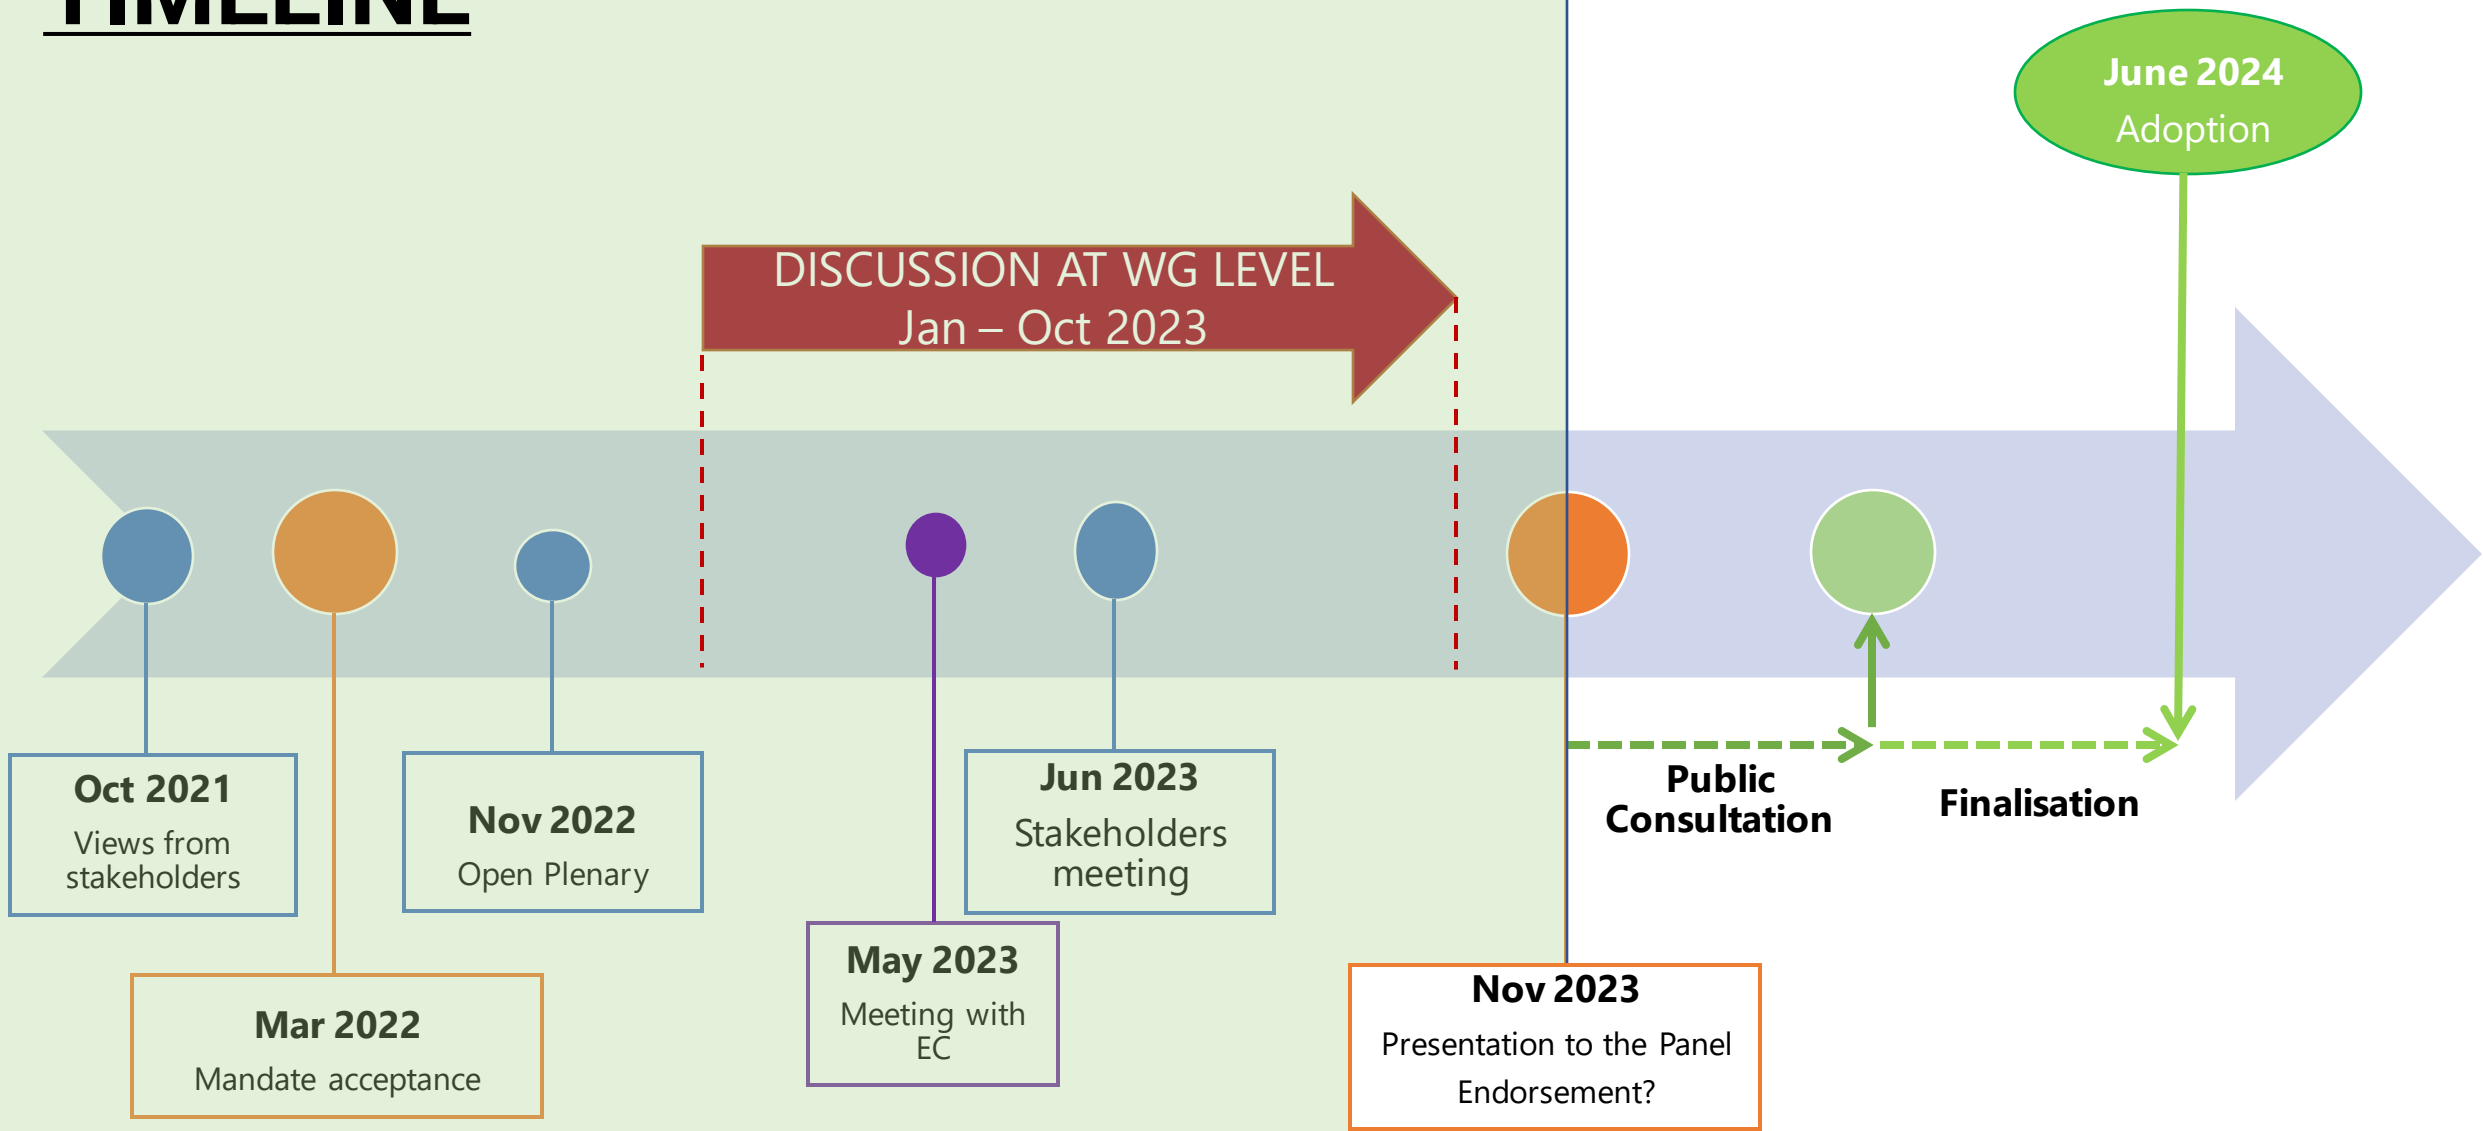 TIMELINE
June 2024
Adoption
DISCUSSION AT WG LEVEL
Jan – Oct 2023
Oct 2021
Views from
stakeholders
Mar 2022
Mandate acceptance
Nov 2022
Open Plenary
May 2023
Meeting with
EC
Jun 2023
Stakeholders
meeting
Nov 2023
Presentation to the Panel
Endorsement?
Public
Consultation
Finalisation